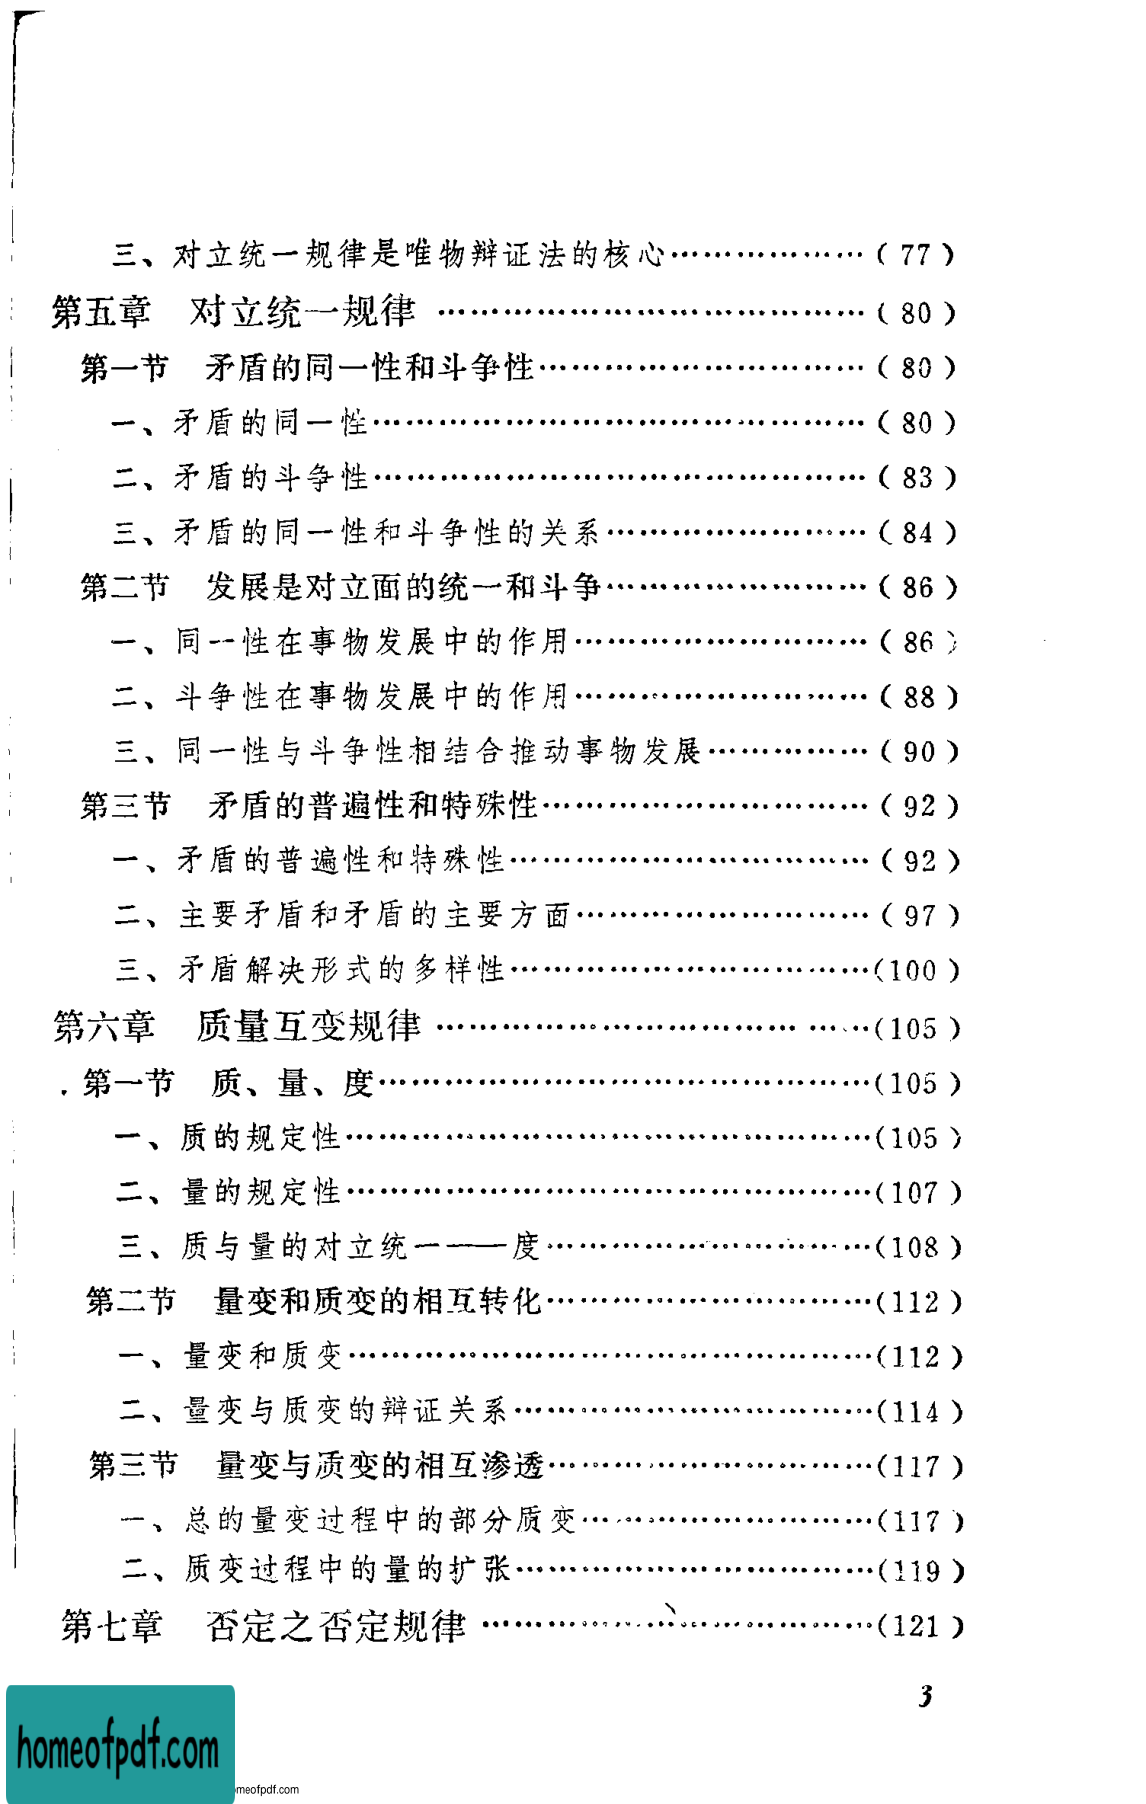 三、对立统一规律是唯物辩证法的核心………………( 77 )
第五章 对立统一规律 …………………………………( 80 )
第一节 矛盾的同一性和斗争性…………………………( 80 )
一、矛盾的同一性………………………………………( 80 )
二、矛盾的斗争性………………………………………( 83 )
三、矛盾的同一性和斗争性的关系……………………( 84 )
第二节 发展是对立面的统一和斗争……………………( 86 )
一、同一性在事物发展中的作用………………………( 86 )
二、斗争性在事物发展中的作用………………………( 88 )
三、同一性与斗争性相结合推动事物发展……………( 90 )
第三节 矛盾的普遍性和特殊性…………………………( 92 )
一、矛盾的普遍性和特殊性……………………………( 92 )
二、主要矛盾和矛盾的主要方面………………………( 97 )
三、矛盾解决形式的多样性……………………………(100 )
第六章 质量互变规律 …………………………………(105 )
第一节 质、量、度………………………………………(105 )
一、质的规定性…………………………………………(105 )
二、量的规定性…………………………………………(107 )
三、质与量的对立统一——度…………………………(108 )
第二节 量变和质变的相互转化…………………………(112 )
一、量变和质变…………………………………………(112 )
二、量变与质变的辩证关系……………………………(114 )
第三节 量变与质变的相互渗透…………………………(117 )
一、总的量变过程中的部分质变………………………(117 )
二、质变过程中的量的扩张……………………………(119 )
第七章 否定之否定规律 ………………………………(121 )
3
homeofpdf.com
meofpdf.com